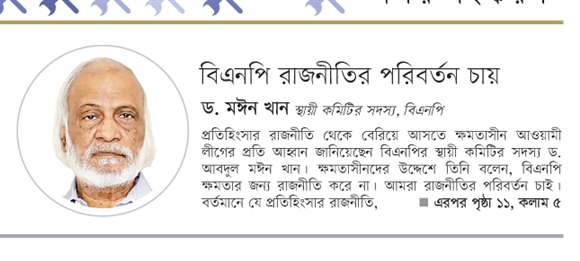 বিএনপি রাজনীতির পরিবর্তন চায়
ড. মঈন খান স্থায়ী কমিটির সদস্য, বিএনপি
প্রতিহিংসার রাজনীতি থেকে বেরিয়ে আসতে ক্ষমতাসীন আওয়ামী
লীগের প্রতি আহ্বান জানিয়েছেন বিএনপির স্থায়ী কমিটির সদস্য ড.
আবদুল মঈন খান। ক্ষমতাসীনদের উদ্দেশে তিনি বলেন, বিএনপি
ক্ষমতার জন্য রাজনীতি করে না। আমরা রাজনীতির পরিবর্তন চাই।
বর্তমানে যে প্রতিহিংসার রাজনীতি, ■ এরপর পৃষ্ঠা ১১, কলাম ৫